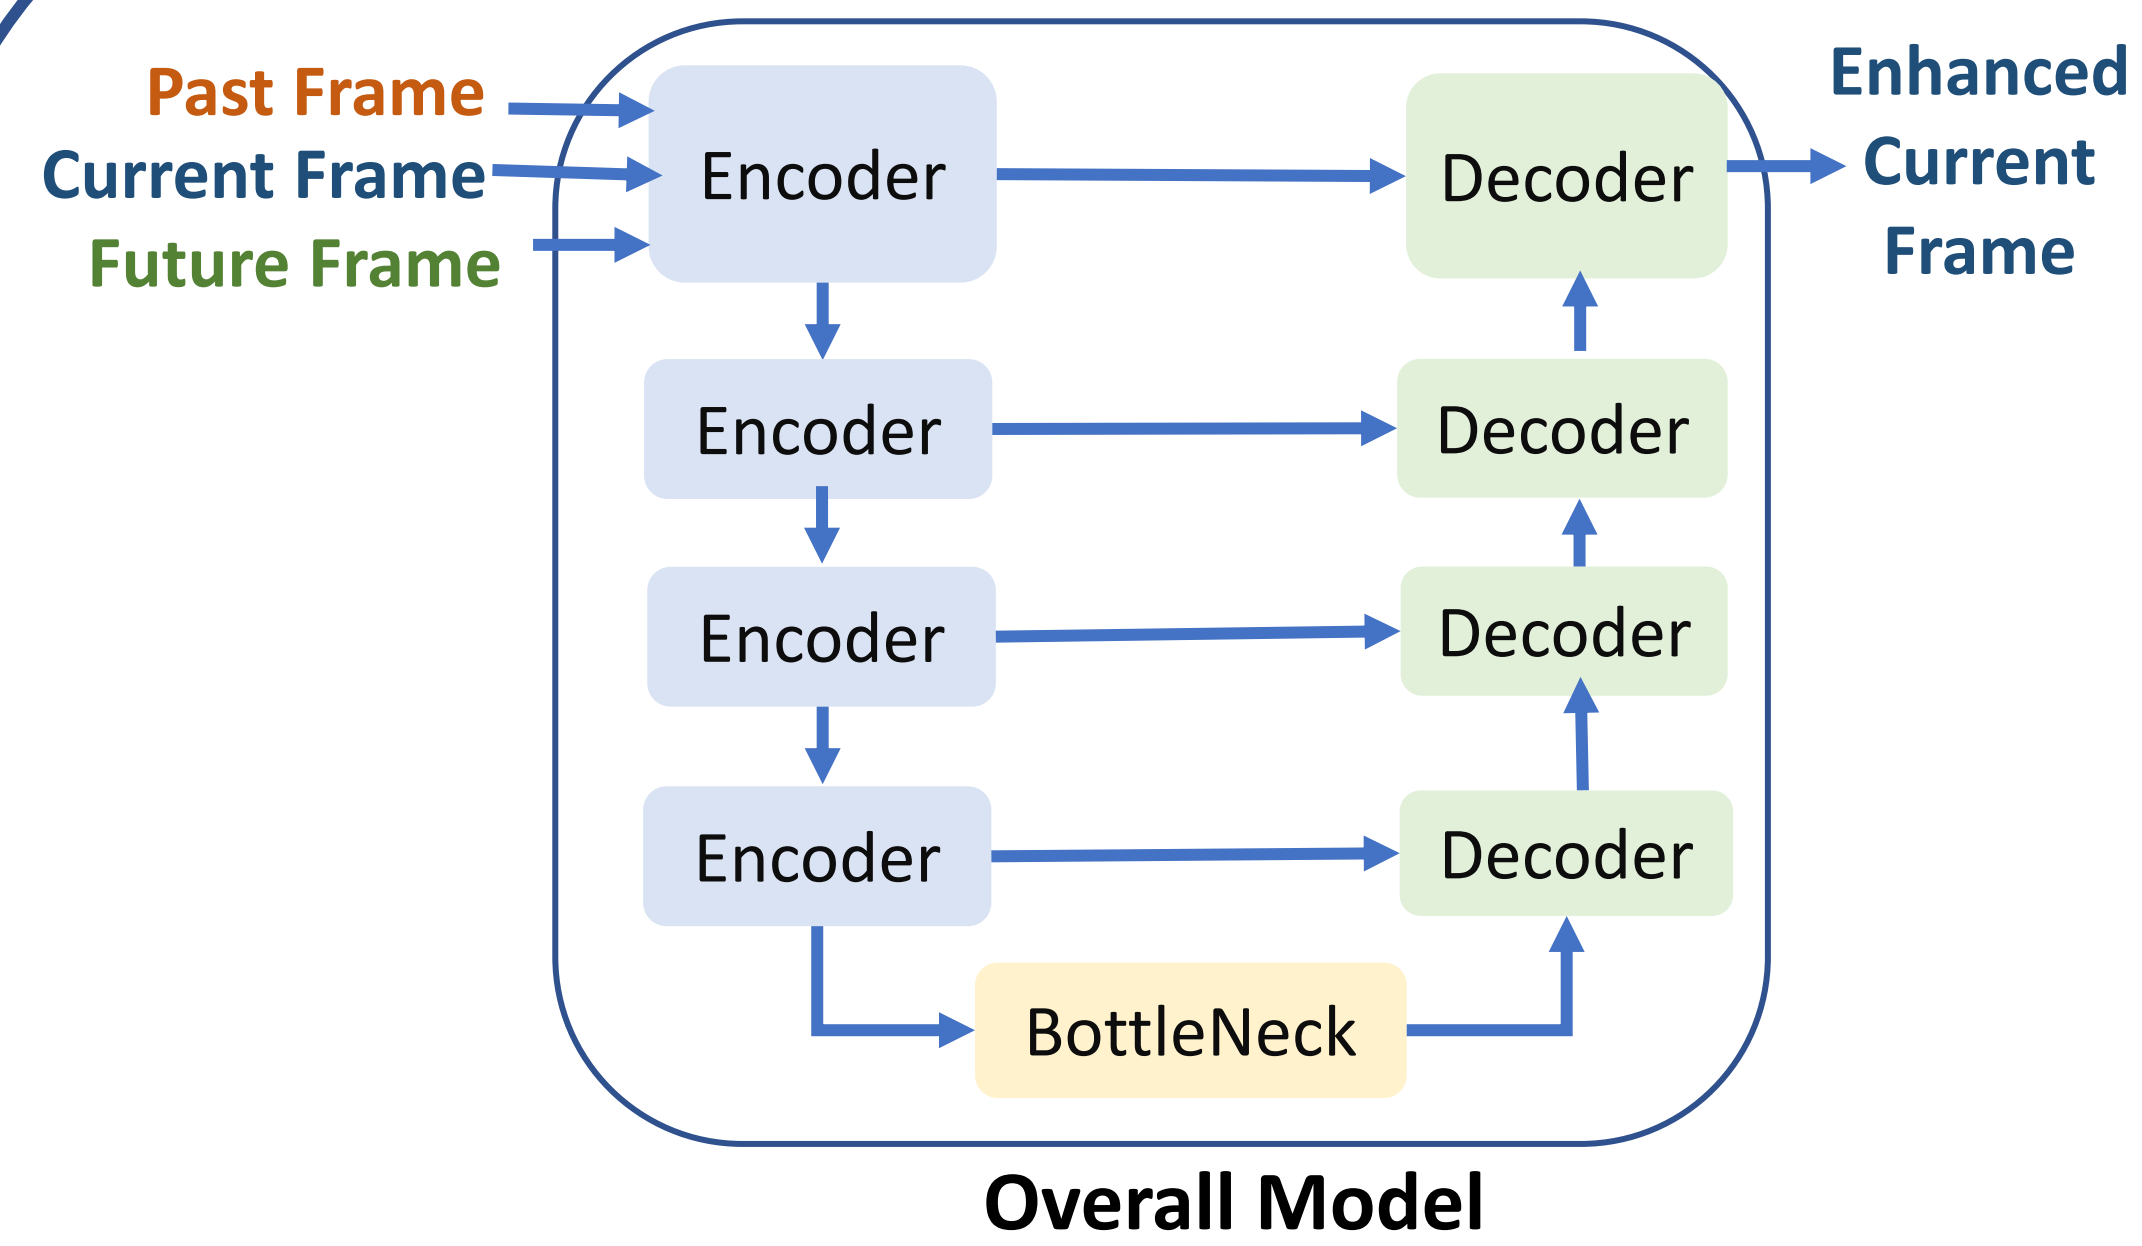 Past Frame
Current Frame
Future Frame
Encoder
Decoder
Enhanced
Current
Frame
Encoder
Decoder
Encoder
Decoder
Encoder
Decoder
BottleNeck
Overall Model